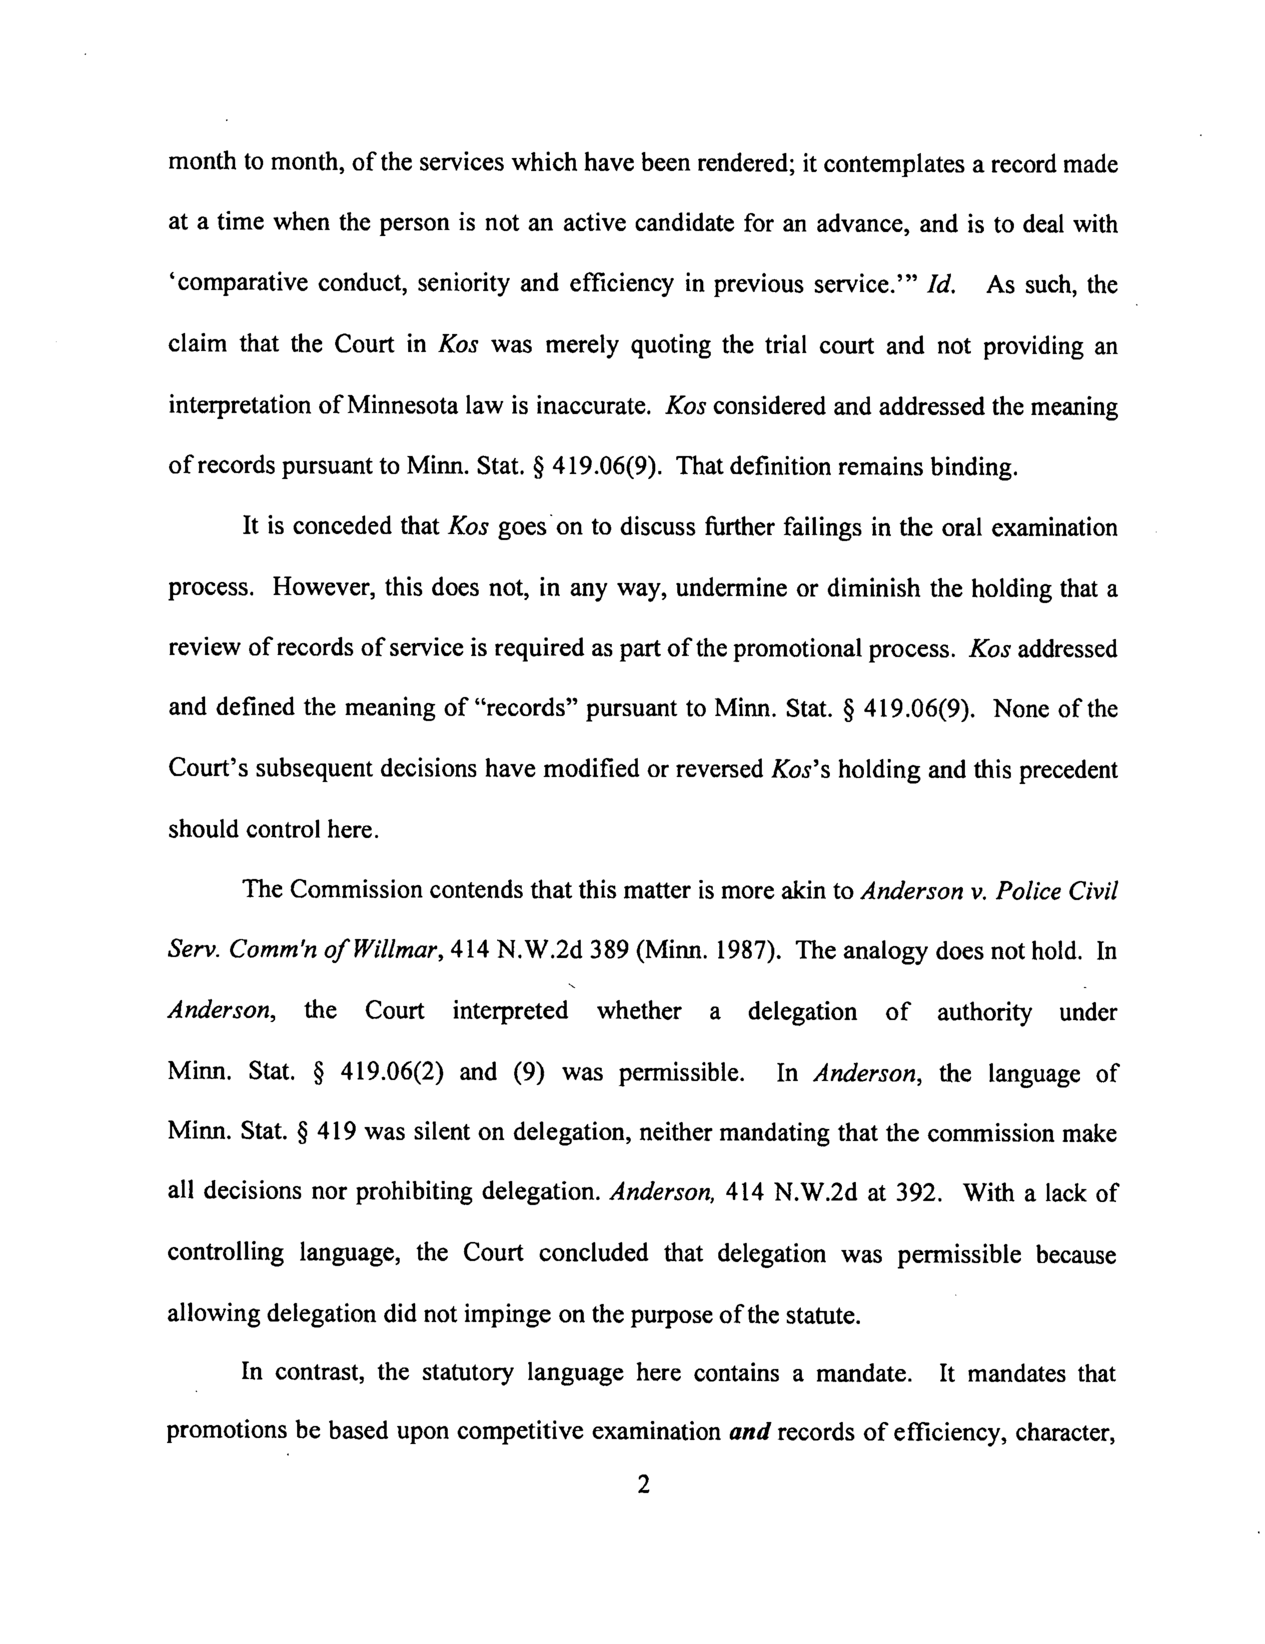 month to month, of the services which have been rendered; it contemplates a record made
at a time when the person is not an active candidate for an advance, and is to deal with
‘comparative conduct, seniority and efficiency in previous service.’” Id. As such, the
claim that the Court in Kos was merely quoting the trial court and not providing an
interpretation of Minnesota law is inaccurate. Kos considered and addressed the meaning
of records pursuant to Minn. Stat. § 419.06(9). That definition remains binding.
It is conceded that Kos goes on to discuss further failings in the oral examination
process. However, this does not, in any way, undermine or diminish the holding that a
review of records of service is required as part of the promotional process. Kos addressed
and defined the meaning of “records” pursuant to Minn. Stat. § 419.06(9). None of the
Court’s subsequent decisions have modified or reversed Kos’s holding and this precedent
should control here.
The Commission contends that this matter is more akin to Anderson v. Police Civil
Serv. Comm'n of Willmar, 414 N.W.2d 389 (Minn. 1987). The analogy does not hold. In
Anderson, the Court interpreted whether a delegation of authority under
Minn. Stat. § 419.06(2) and (9) was permissible. In Anderson, the language of
Minn. Stat. § 419 was silent on delegation, neither mandating that the commission make
all decisions nor prohibiting delegation. Anderson, 414 N.W.2d at 392. With a lack of
controlling language, the Court concluded that delegation was permissible because
allowing delegation did not impinge on the purpose of the statute.
In contrast, the statutory language here contains a mandate. It mandates that
promotions be based upon competitive examination and records of efficiency, character,
2